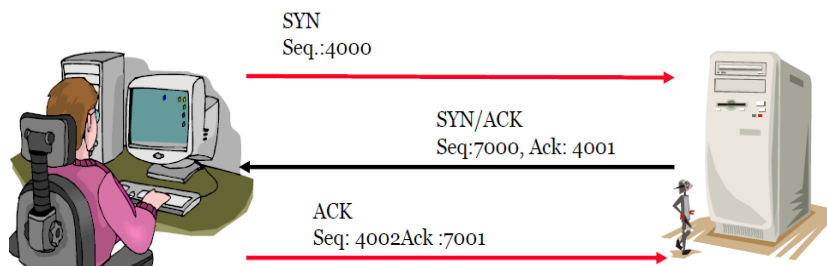 SYN
Seq.:4000
SYN/ACK
Seq:7000, Ack: 4001
ACK
Seq: 4002Ack :7001